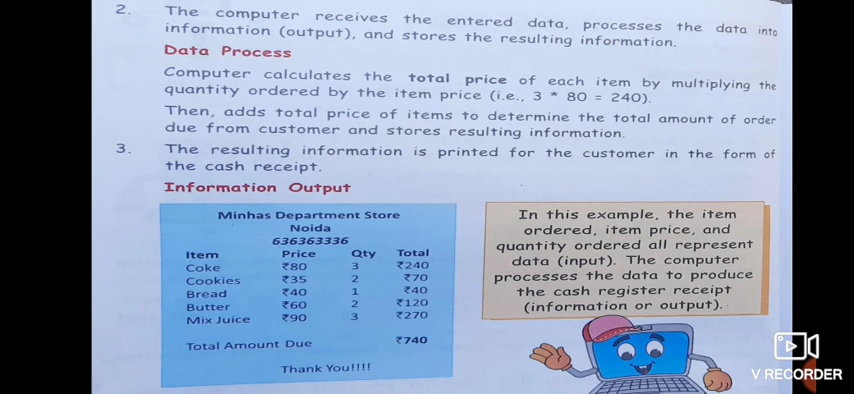 2. The computer receives the entered data, processes the data into
information (output), and stores the resulting information.
Data Process
Computer calculates the total price of each item by multiplying the
quantity ordered by the item price (i.e., 3 * 80 = 240).
Then, adds total price of items to determine the total amount of order
due from customer and stores resulting information.
3. The resulting information is printed for the customer in the form of
the cash receipt.
Information Output
Minhas Department Store
Noida
636363336
Item Price Qty Total
Coke ₹80 3 ₹240
Cookies ₹35 2 ₹70
Bread ₹40 1 ₹40
Butter ₹60 2 ₹120
Mix Juice ₹90 3 ₹270
Total Amount Due ₹740
Thank You!!!!
In this example, the item
ordered, item price, and
quantity ordered all represent
data (input). The computer
processes the data to produce
the cash register receipt
(information or output).
V RECORDER